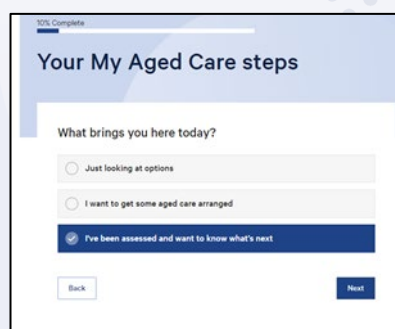 10% Complete
Your My Aged Care steps
What brings you here today?
Just looking at options
I want to get some aged care arranged
I've been assessed and want to know what's next
Back
Next